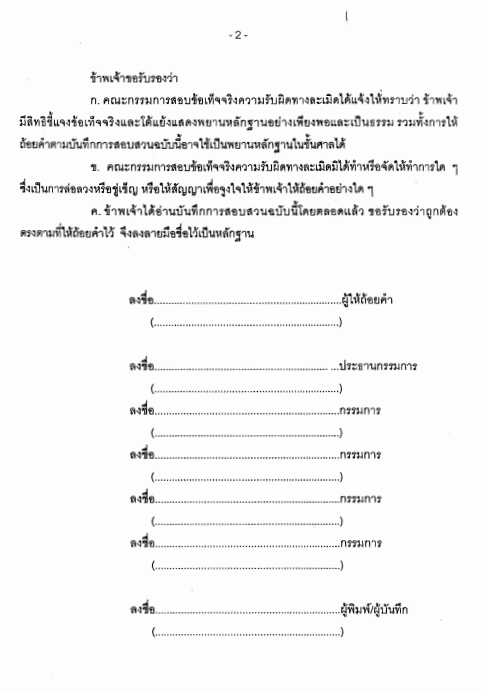 - 2 -
ข้าพเจ้าขอรับรองว่า
ก. คณะกรรมการสอบข้อเท็จจริงความรับผิดทางละเมิดได้แจ้งให้ทราบว่า ข้าพเจ้า
มีสิทธิชี้แจงข้อเท็จจริงและโต้แย้งแสดงพยานหลักฐานอย่างเพียงพอและเป็นธรรม รวมทั้งการให้
ถ้อยคำตามบันทึกการสอบสวนฉบับนี้อาจใช้เป็นพยานหลักฐานในชั้นศาลได้
ข. คณะกรรมการสอบข้อเท็จจริงความรับผิดทางละเมิดมิได้ทำหรือจัดให้ทำการใด ๆ
ซึ่งเป็นการล่อลวงหรือขู่เข็ญ หรือให้สัญญาเพื่อจูงใจให้ข้าพเจ้าให้ถ้อยคำอย่างใด ๆ
ค. ข้าพเจ้าได้อ่านบันทึกการสอบสวนฉบับนี้โดยตลอดแล้ว ขอรับรองว่าถูกต้อง
ตรงตามที่ให้ถ้อยคำไว้ จึงลงลายมือชื่อไว้เป็นหลักฐาน
ลงชื่อ...............................................................ผู้ให้ถ้อยคำ
(...............................................................)
ลงชื่อ.......................................................... ...ประธานกรรมการ
(...............................................................)
ลงชื่อ...............................................................กรรมการ
(...............................................................)
ลงชื่อ...............................................................กรรมการ
(...............................................................)
ลงชื่อ...............................................................กรรมการ
(...............................................................)
ลงชื่อ...............................................................กรรมการ
(...............................................................)
ลงชื่อ...............................................................ผู้พิมพ์/ผู้บันทึก
(...............................................................)